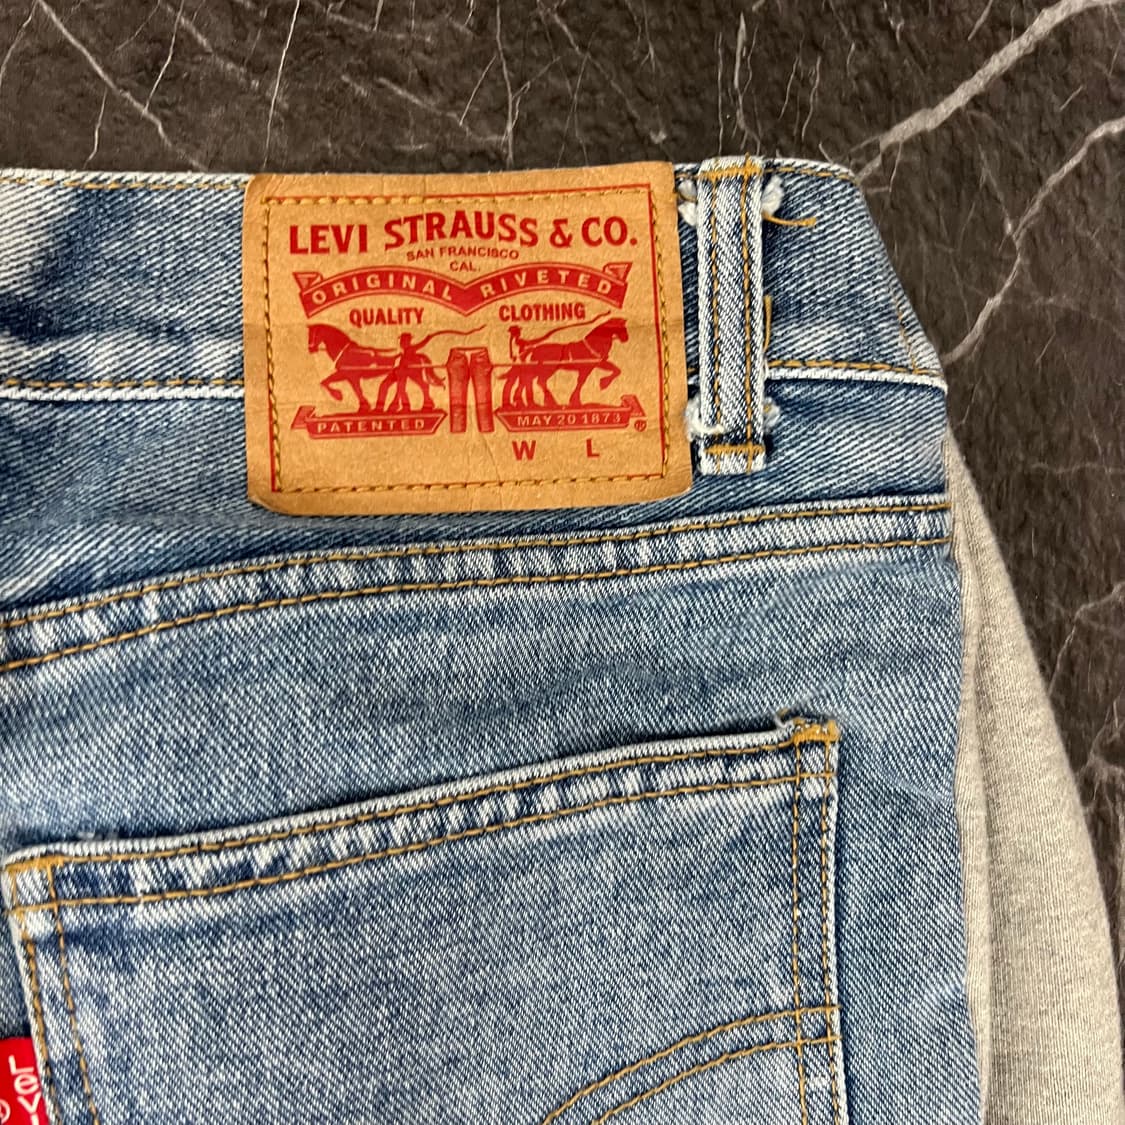 LEVI STRAUSS & CO.
SAN FRANCISCO
CAL.
ORIGINAL RIVETED
QUALITY CLOTHING
PATENTED MAY 20 1873 ®
W L
Levi
®